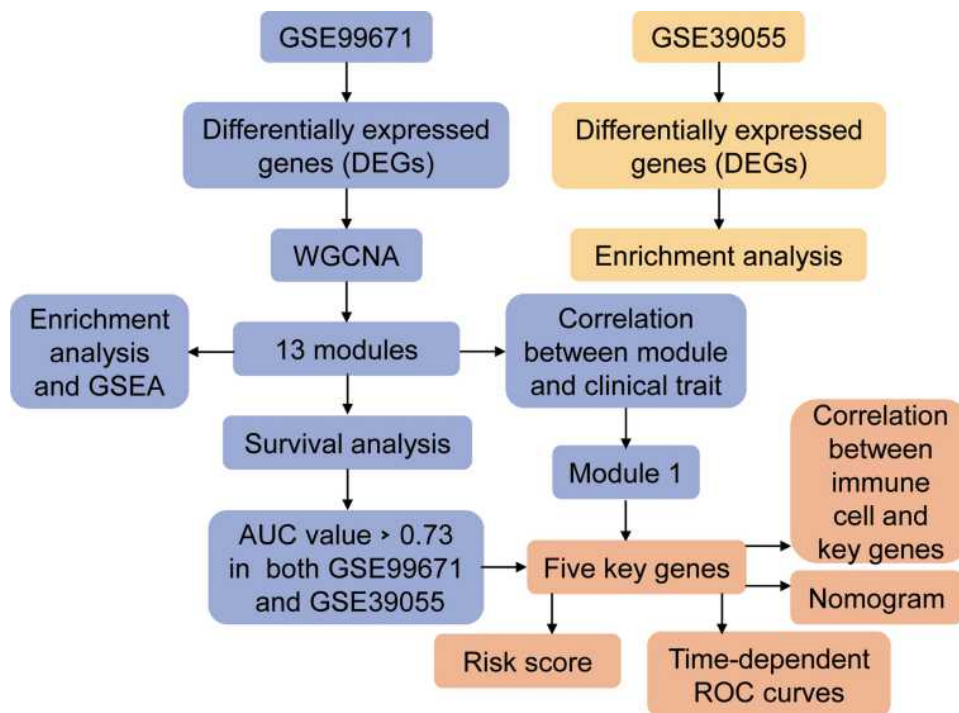 GSE99671
GSE39055
Differentially expressed
genes (DEGs)
Differentially expressed
genes (DEGs)
WGCNA
Enrichment analysis
Enrichment
analysis
and GSEA
13 modules
Correlation
between module
and clinical trait
Survival analysis
Module 1
Correlation
between
immune
cell and
key genes
AUC value > 0.73
in both GSE99671
and GSE39055
Five key genes
Nomogram
Risk score
Time-dependent
ROC curves